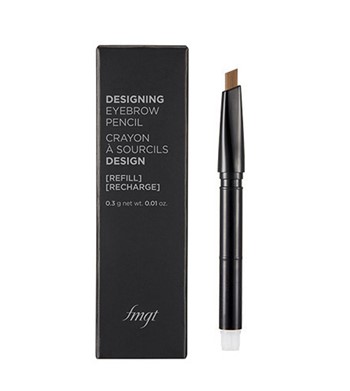 DESIGNING
EYEBROW
PENCIL
CRAYON
À SOURCILS
DESIGN
[REFILL]
[RECHARGE]
0.3 g net wt. 0.01 oz.
fmgt